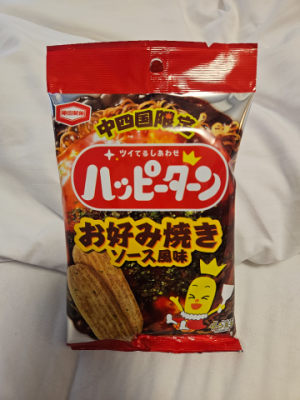 亀田製菓
中四国限定
ツイてるしあわせ
ハッピーターン
お好み焼き
ソース風味